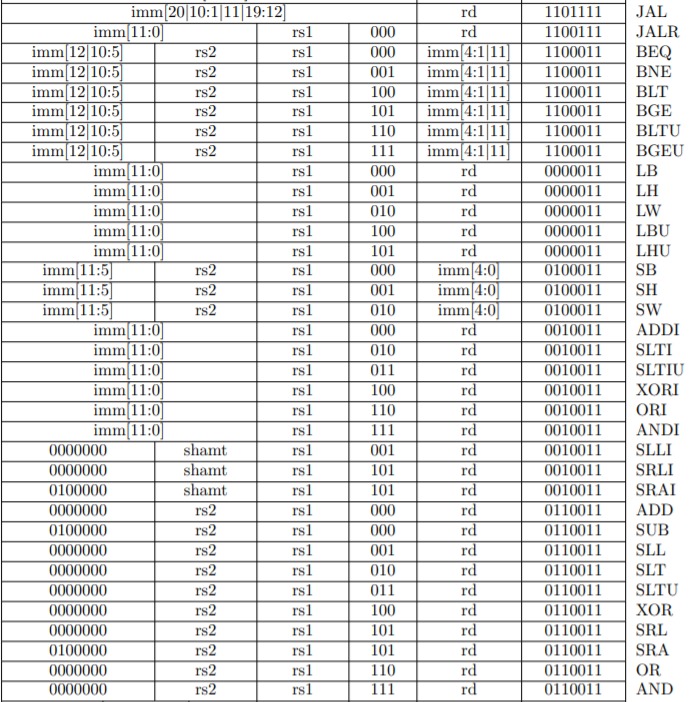 imm[20|10:1|11|19:12] rd 1101111 JAL
imm[11:0] rs1 000 rd 1100111 JALR
imm[12|10:5] rs2 rs1 000 imm[4:1|11] 1100011 BEQ
imm[12|10:5] rs2 rs1 001 imm[4:1|11] 1100011 BNE
imm[12|10:5] rs2 rs1 100 imm[4:1|11] 1100011 BLT
imm[12|10:5] rs2 rs1 101 imm[4:1|11] 1100011 BGE
imm[12|10:5] rs2 rs1 110 imm[4:1|11] 1100011 BLTU
imm[12|10:5] rs2 rs1 111 imm[4:1|11] 1100011 BGEU
imm[11:0] rs1 000 rd 0000011 LB
imm[11:0] rs1 001 rd 0000011 LH
imm[11:0] rs1 010 rd 0000011 LW
imm[11:0] rs1 100 rd 0000011 LBU
imm[11:0] rs1 101 rd 0000011 LHU
imm[11:5] rs2 rs1 000 imm[4:0] 0100011 SB
imm[11:5] rs2 rs1 001 imm[4:0] 0100011 SH
imm[11:5] rs2 rs1 010 imm[4:0] 0100011 SW
imm[11:0] rs1 000 rd 0010011 ADDI
imm[11:0] rs1 010 rd 0010011 SLTI
imm[11:0] rs1 011 rd 0010011 SLTIU
imm[11:0] rs1 100 rd 0010011 XORI
imm[11:0] rs1 110 rd 0010011 ORI
imm[11:0] rs1 111 rd 0010011 ANDI
0000000 shamt rs1 001 rd 0010011 SLLI
0000000 shamt rs1 101 rd 0010011 SRLI
0100000 shamt rs1 101 rd 0010011 SRAI
0000000 rs2 rs1 000 rd 0110011 ADD
0100000 rs2 rs1 000 rd 0110011 SUB
0000000 rs2 rs1 001 rd 0110011 SLL
0000000 rs2 rs1 010 rd 0110011 SLT
0000000 rs2 rs1 011 rd 0110011 SLTU
0000000 rs2 rs1 100 rd 0110011 XOR
0000000 rs2 rs1 101 rd 0110011 SRL
0100000 rs2 rs1 101 rd 0110011 SRA
0000000 rs2 rs1 110 rd 0110011 OR
0000000 rs2 rs1 111 rd 0110011 AND